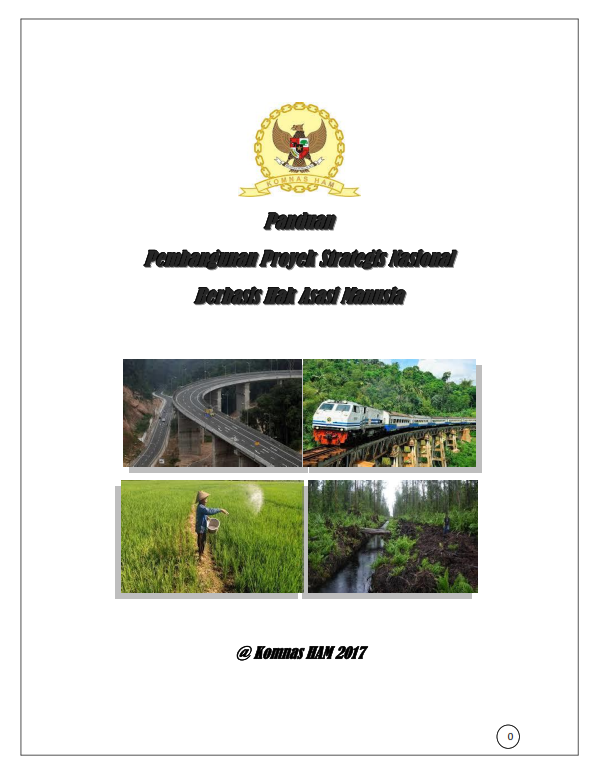 KOMNAS HAM
Panduan
Pembangunan Proyek Strategis Nasional
Berbasis Hak Asasi Manusia
@ Komnas HAM 2017
0